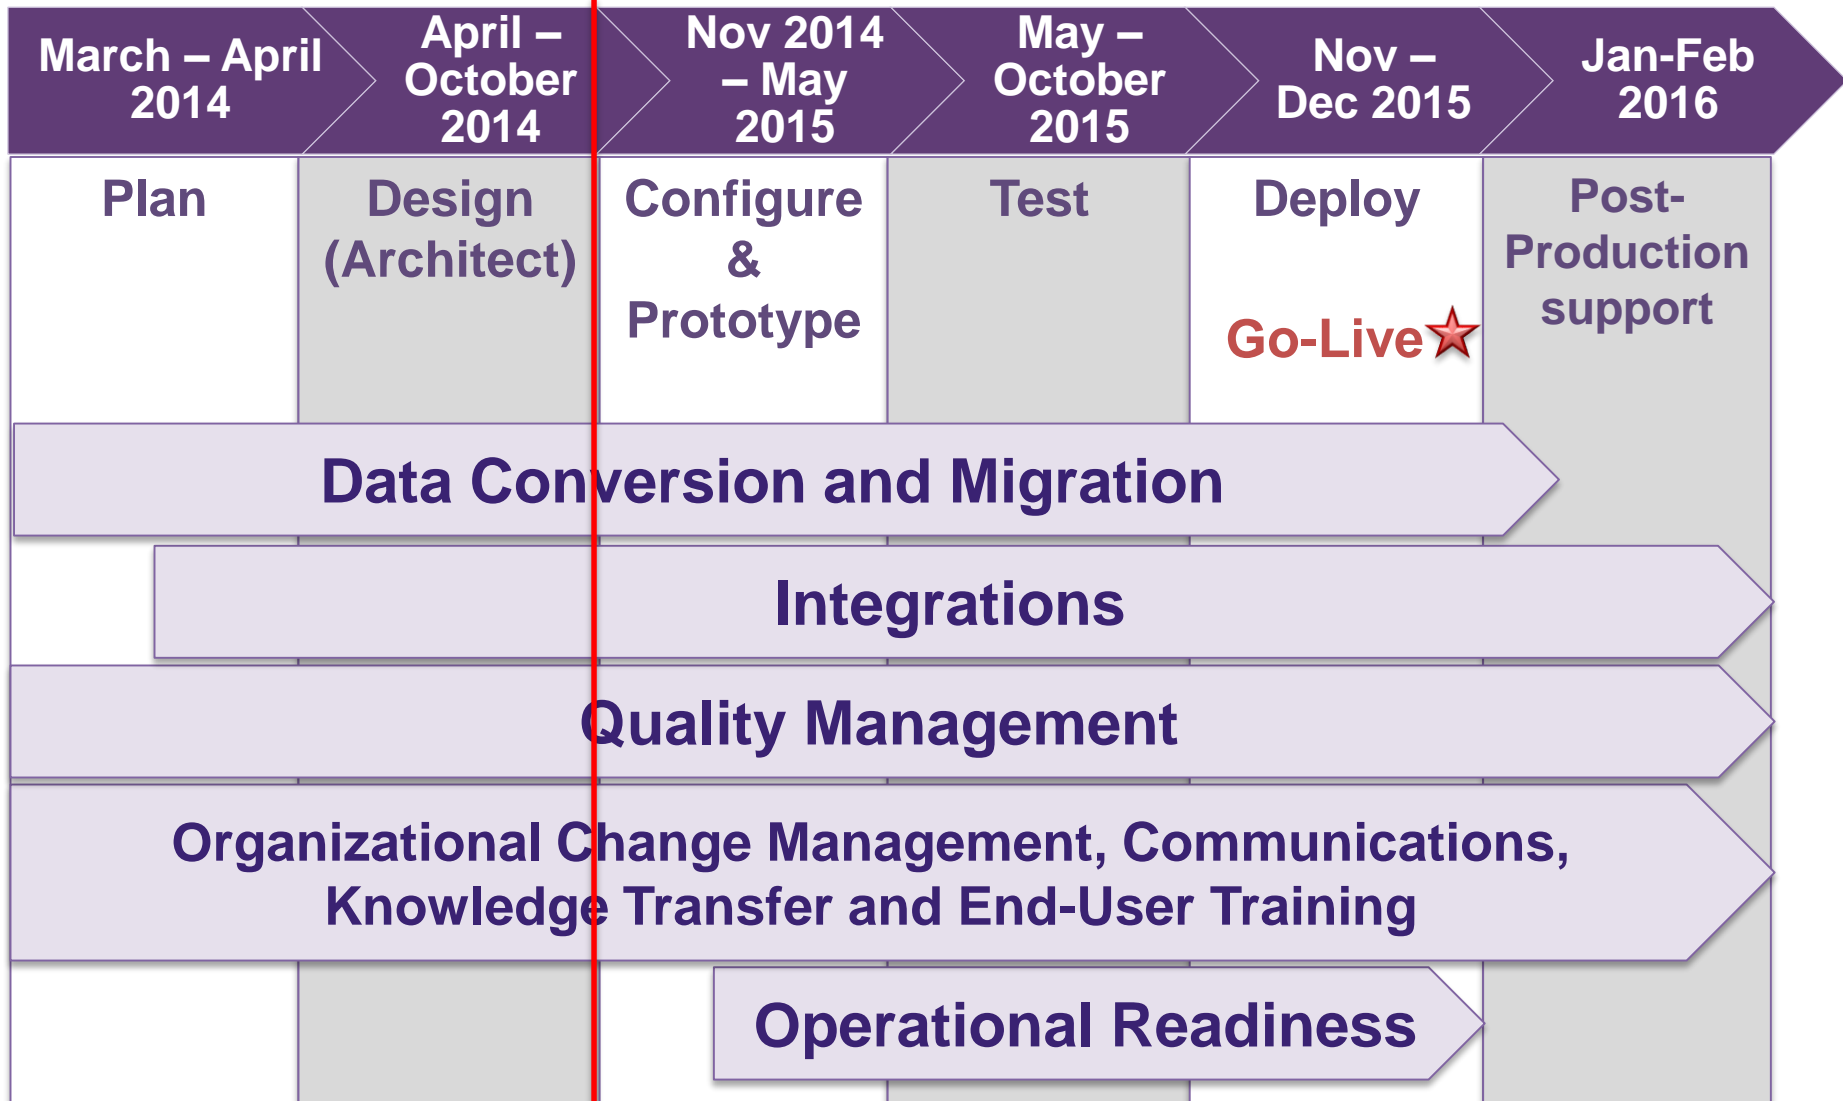 March – April
2014
April –
October
2014
Nov 2014
– May
2015
May –
October
2015
Nov –
Dec 2015
Jan-Feb
2016
Plan
Design
(Architect)
Configure
&
Prototype
Test
Deploy
Go-Live
Post-
Production
support
Data Conversion and Migration
Integrations
Quality Management
Organizational Change Management, Communications,
Knowledge Transfer and End-User Training
Operational Readiness